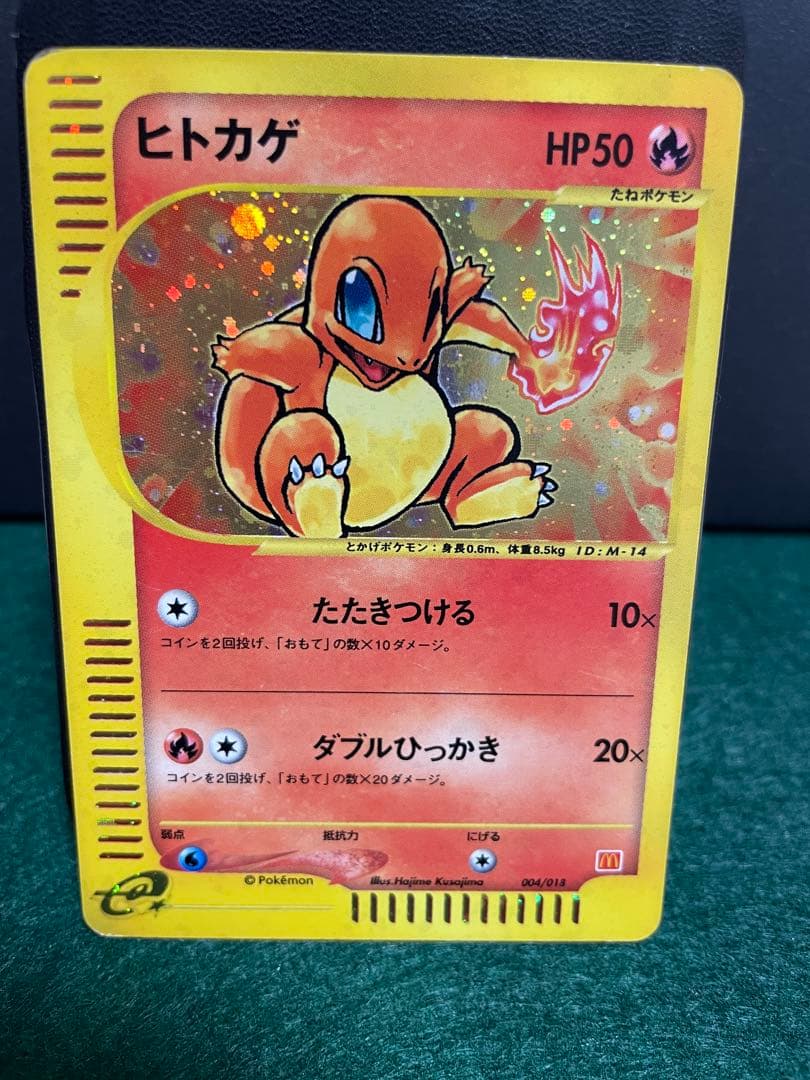 ヒトカゲ HP50
たねポケモン
とかげポケモン：身長0.6m、体重8.5kg ID:M-14
たたきつける 10×
コインを2回投げ、「おもて」の数×10ダメージ。
ダブルひっかき 20×
コインを2回投げ、「おもて」の数×20ダメージ。
弱点 抵抗力 にげる
© Pokémon Illus.Hajime Kusajima 004/018